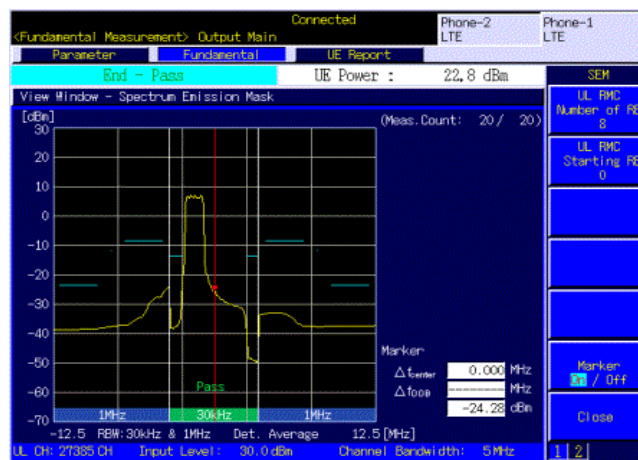 Connected
<Fundamental Measurement> Output Main
Phone-2
LTE
Phone-1
LTE
Parameter
Fundamental
UE Report
End - Pass
UE Power :
22.8 dBm
SEM
View Window - Spectrum Emission Mask
UL RMC
Number of RB
8
[dBm]
(Meas.Count: 20/ 20)
UL RMC
Starting RB
0
30
20
10
0
-10
-20
-30
-40
-50
-60
-70
Marker
Δfcenter 0.000 MHz
ΔfOOB ------- MHz
-24.28 dBm
Pass
1MHz
30kHz
1MHz
-12.5 RBW:30kHz & 1MHz Det. Average 12.5[MHz]
Marker
On / Off
Close
UL CH: 27385CH Input Level: 30.0dBm Channel Bandwidth: 5MHz
1 2